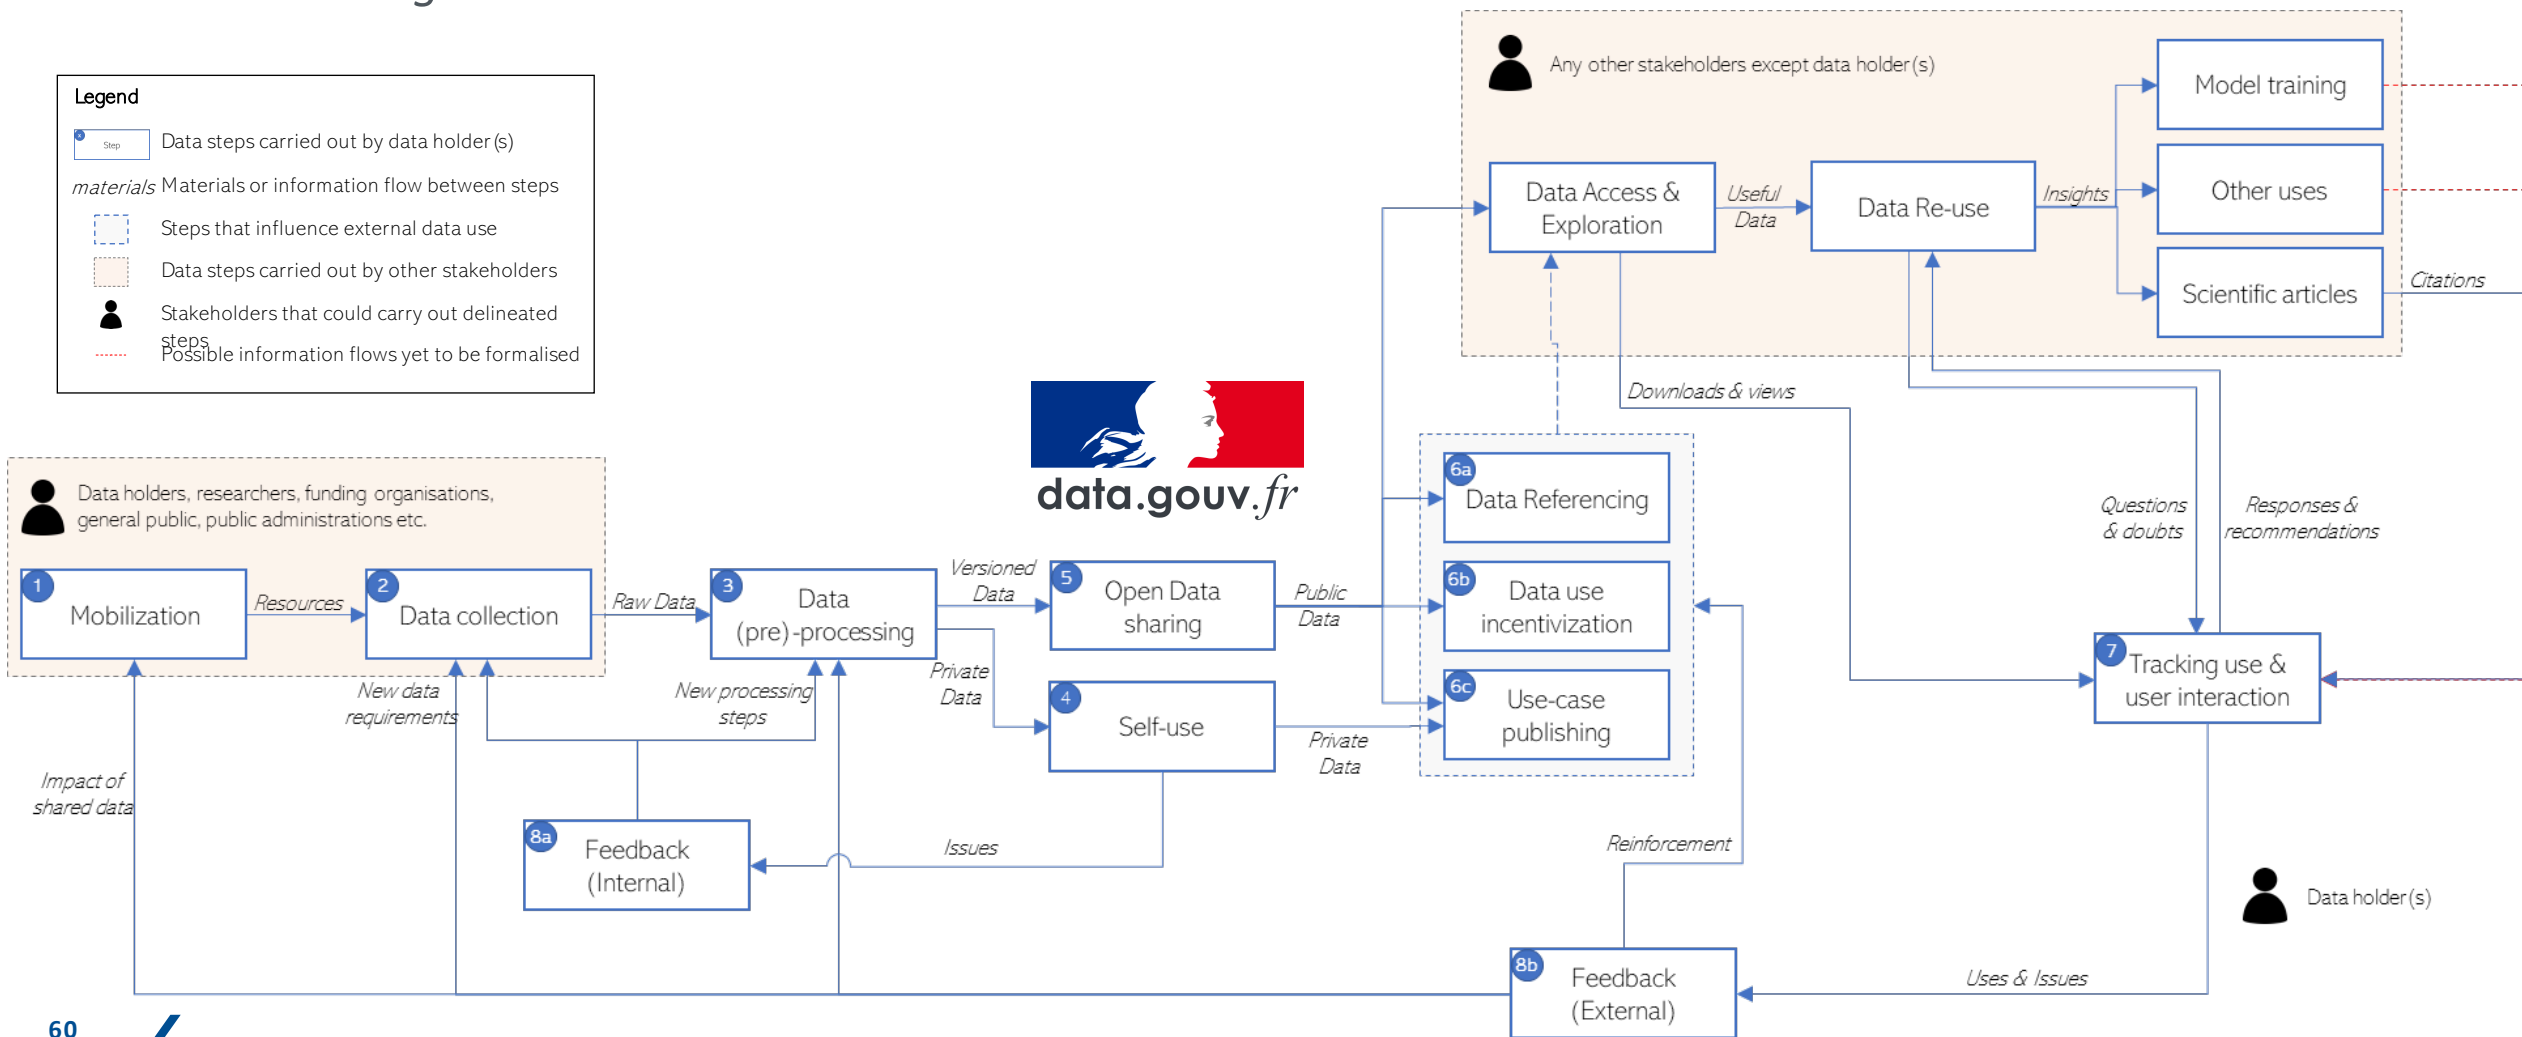 Legend
x
Step
Data steps carried out by data holder(s)
materials Materials or information flow between steps
Steps that influence external data use
Data steps carried out by other stakeholders
Stakeholders that could carry out delineated
steps
Possible information flows yet to be formalised
Any other stakeholders except data holder(s)
Model training
Other uses
Scientific articles
Citations
Data Access &
Exploration
Useful
Data
Data Re-use
Insights
Downloads & views
data.gouv.fr
Data holders, researchers, funding organisations,
general public, public administrations etc.
1
Mobilization
Resources
2
Data collection
Raw Data
3
Data
(pre)-processing
Versioned
Data
Private
Data
5
Open Data
sharing
4
Self-use
Public
Data
Private
Data
6a
Data Referencing
6b
Data use
incentivization
6c
Use-case
publishing
Questions
& doubts
Responses &
recommendations
7
Tracking use &
user interaction
New data
requirements
New processing
steps
Impact of
shared data
8a
Feedback
(Internal)
Issues
Reinforcement
8b
Feedback
(External)
Uses & Issues
Data holder(s)
60